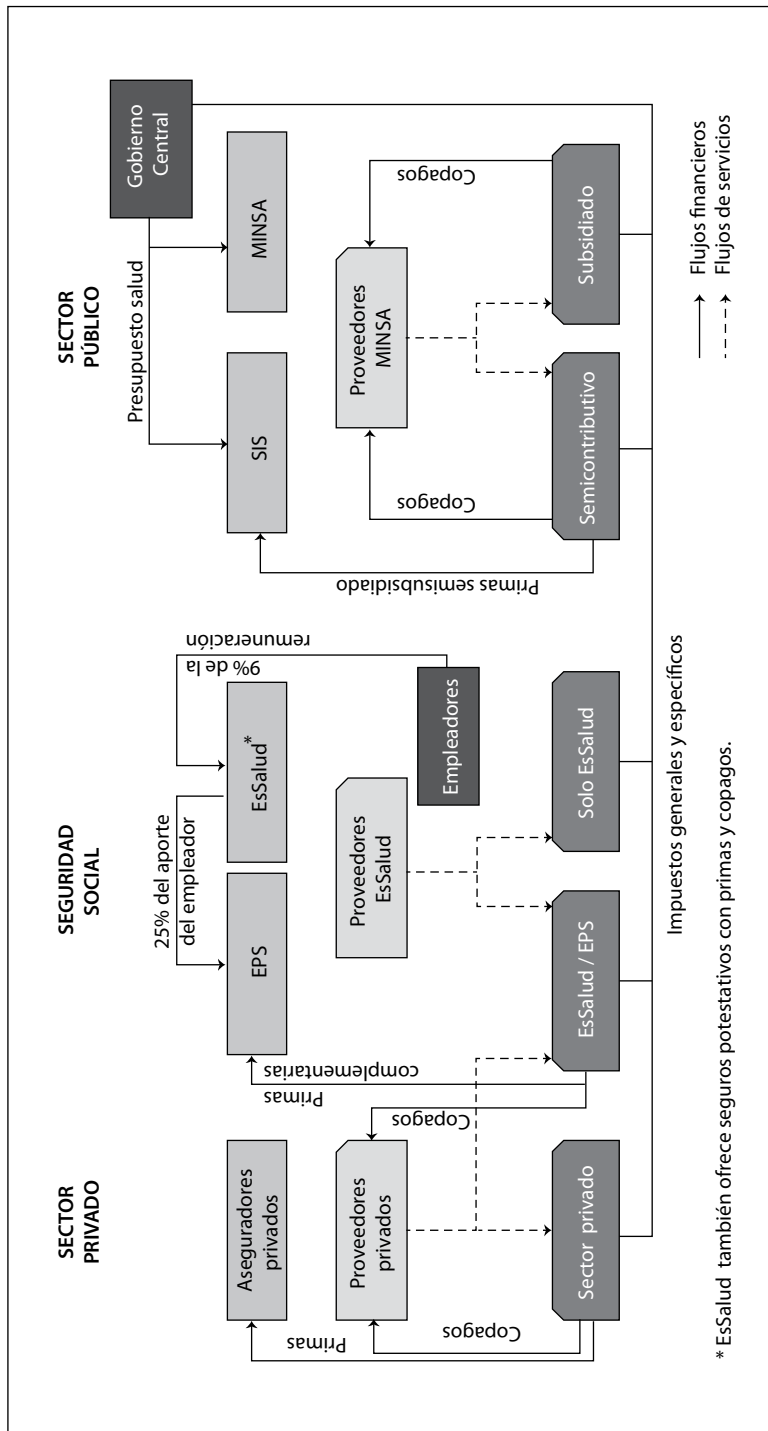 SECTOR
PRIVADO
SEGURIDAD
SOCIAL
SECTOR
PÚBLICO
Gobierno
Central
Presupuesto salud
25% del aporte
del empleador
9% de la
remuneración
Aseguradores
privados
EPS
EsSalud*
SIS
MINSA
Primas
Primas
complementarias
Primas semisubsidiado
Proveedores
privados
Proveedores
EsSalud
Empleadores
Proveedores
MINSA
Copagos
Copagos
Copagos
Copagos
Sector privado
EsSalud / EPS
Solo EsSalud
Semicontributivo
Subsidiado
Impuestos generales y específicos
Flujos financieros
Flujos de servicios
* EsSalud también ofrece seguros potestativos con primas y copagos.